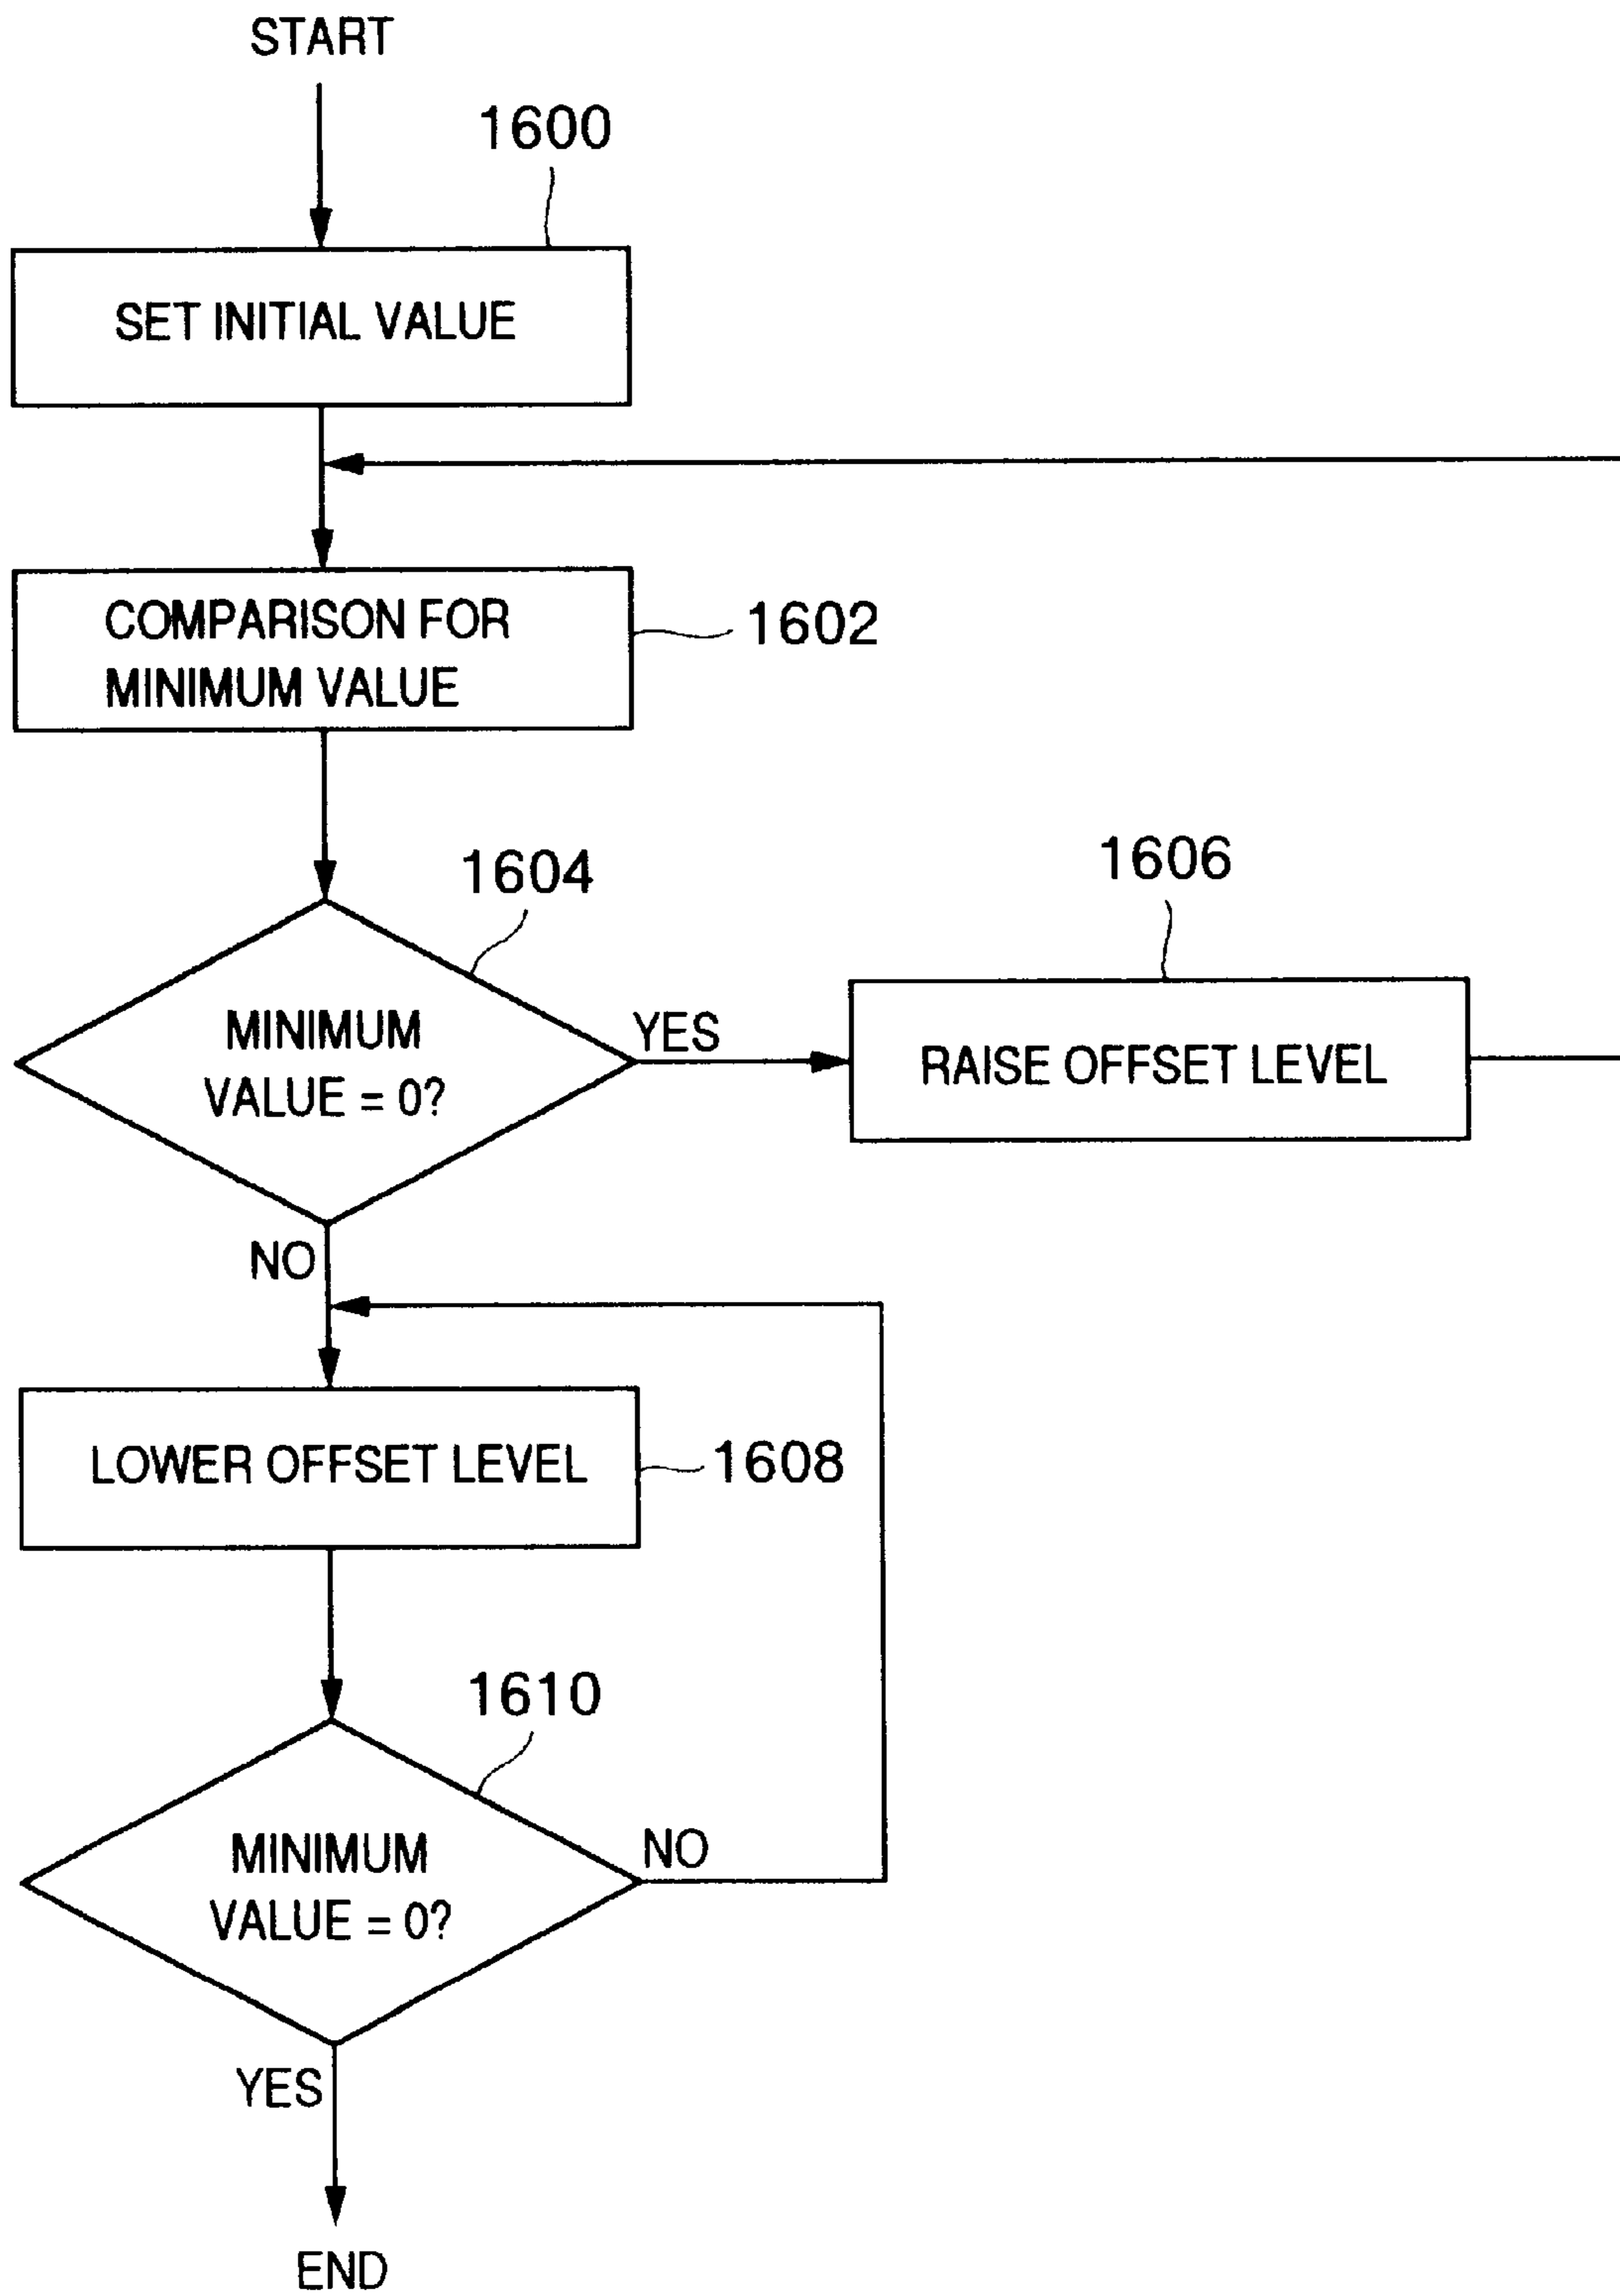 START
1600
SET INITIAL VALUE
COMPARISON FOR
MINIMUM VALUE
1602
1604
MINIMUM
VALUE = 0?
YES
1606
RAISE OFFSET LEVEL
NO
LOWER OFFSET LEVEL
1608
1610
MINIMUM
VALUE = 0?
NO
YES
END